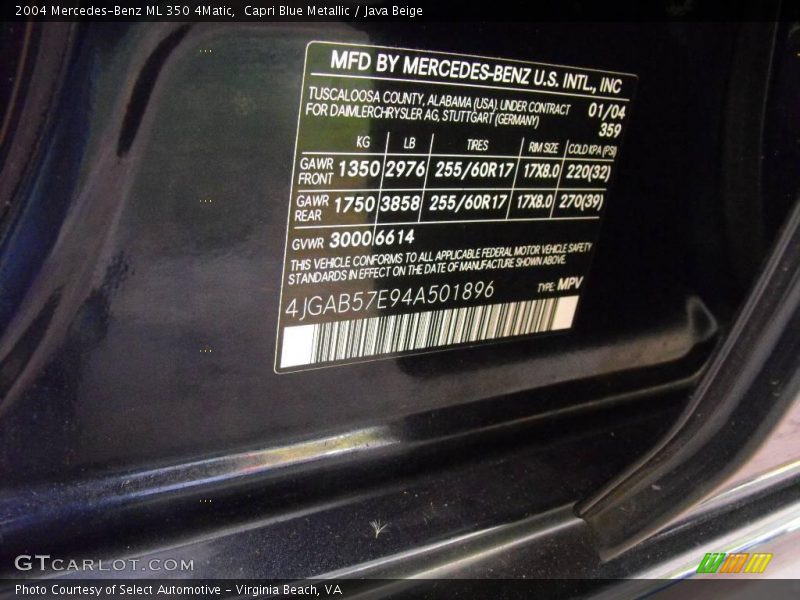 2004 Mercedes-Benz ML 350 4Matic,  Capri Blue Metallic / Java Beige
MFD BY MERCEDES-BENZ U.S. INTL., INC
TUSCALOOSA COUNTY, ALABAMA (USA), UNDER CONTRACT 01/04
FOR DAIMLERCHRYSLER AG, STUTTGART (GERMANY) 359
KG LB TIRES RIM SIZE COLD KPA (PSI)
GAWR FRONT 1350 2976 255/60R17 17X8.0 220(32)
GAWR REAR 1750 3858 255/60R17 17X8.0 270(39)
GVWR 3000 6614
THIS VEHICLE CONFORMS TO ALL APPLICABLE FEDERAL MOTOR VEHICLE SAFETY
STANDARDS IN EFFECT ON THE DATE OF MANUFACTURE SHOWN ABOVE.
4JGAB57E94A501896 TYPE: MPV
GTCARLOT.COM
Photo Courtesy of Select Automotive - Virginia Beach, VA